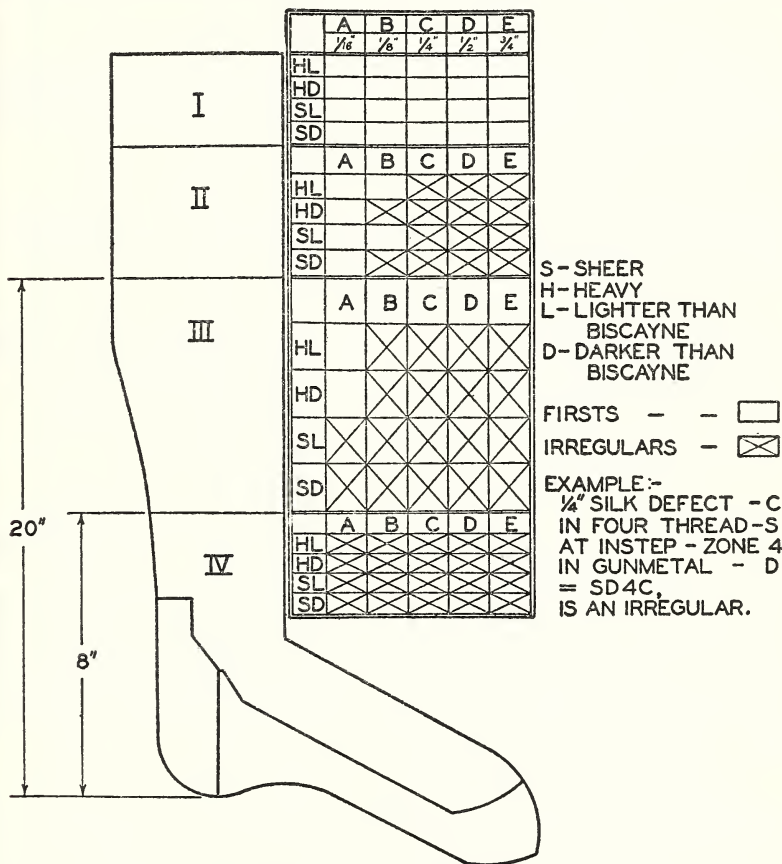 A B C D E
1/16" 1/8" 1/4" 1/2" 3/4"
HL
HD
SL
SD
I
A B C D E
HL
HD
SL
SD
II
A B C D E
HL
HD
SL
SD
III
A B C D E
HL
HD
SL
SD
IV
20"
8"
S-SHEER
H-HEAVY
L-LIGHTER THAN
BISCAYNE
D-DARKER THAN
BISCAYNE
FIRSTS - -
IRREGULARS -
EXAMPLE:-
1/4" SILK DEFECT - C
IN FOUR THREAD-S
AT INSTEP - ZONE 4
IN GUNMETAL - D
= SD4C,
IS AN IRREGULAR.